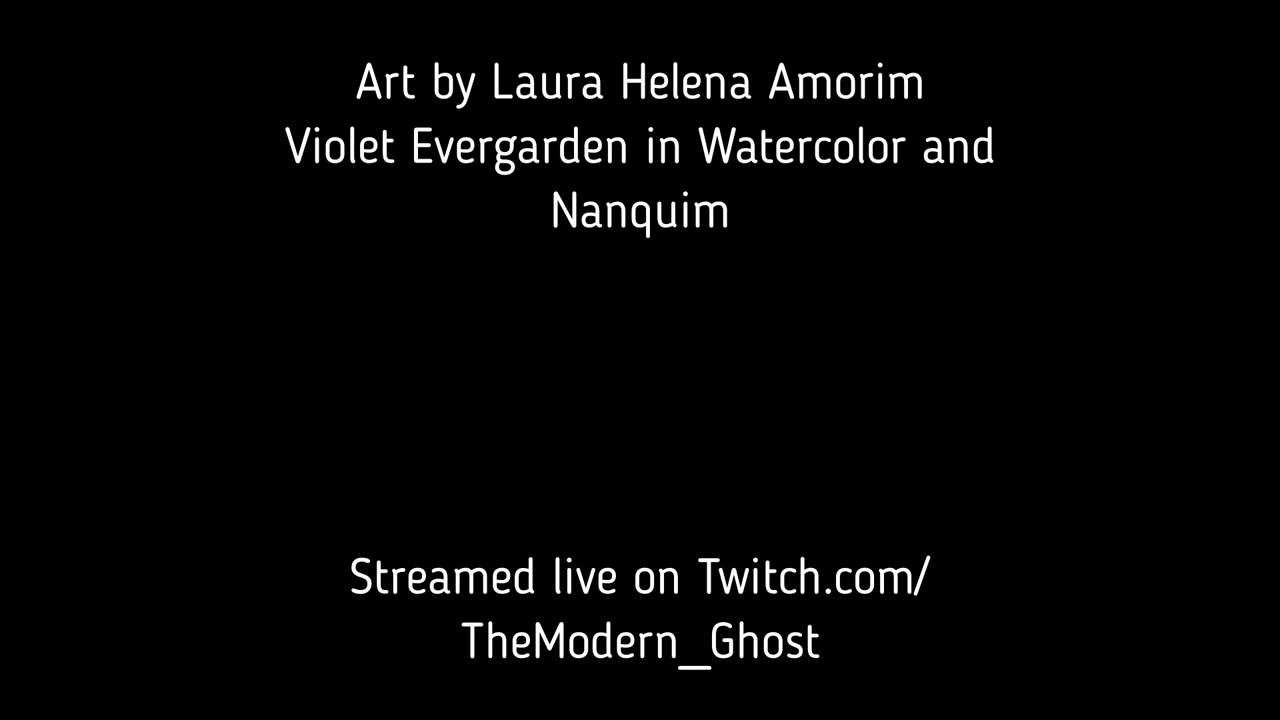 Art by Laura Helena Amorim
Violet Evergarden in Watercolor and
Nanquim
Streamed live on Twitch.com/
TheModern_Ghost